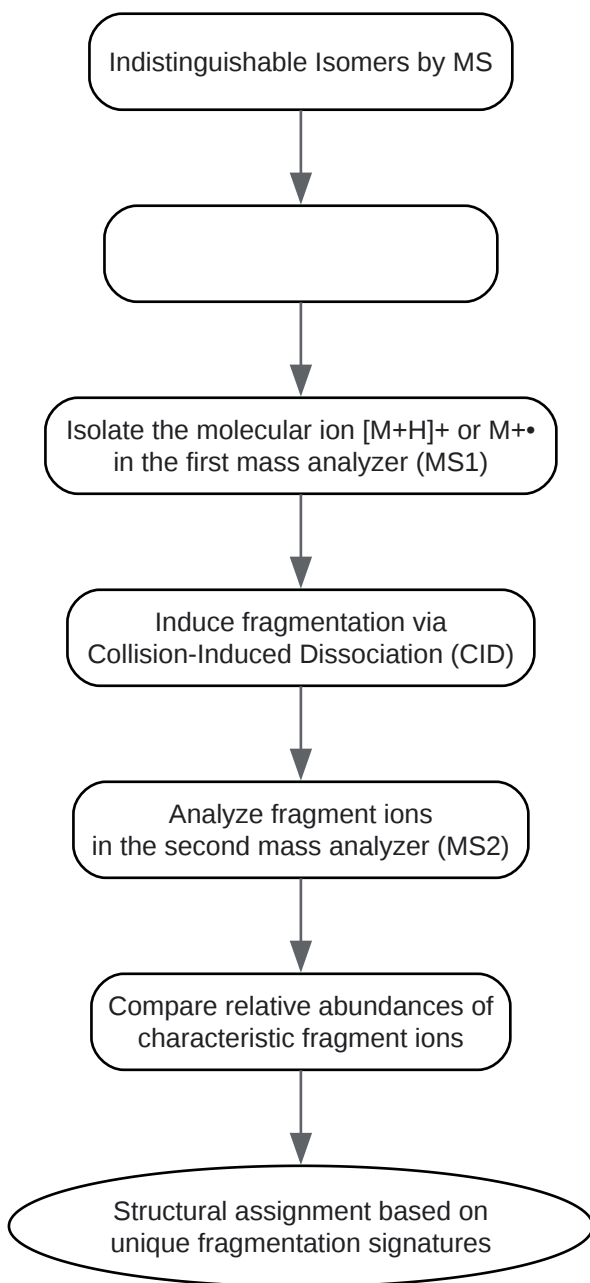 Indistinguishable Isomers by MS
Isolate the molecular ion [M+H]+ or M+•
in the first mass analyzer (MS1)
Induce fragmentation via
Collision-Induced Dissociation (CID)
Analyze fragment ions
in the second mass analyzer (MS2)
Compare relative abundances of
characteristic fragment ions
Structural assignment based on
unique fragmentation signatures